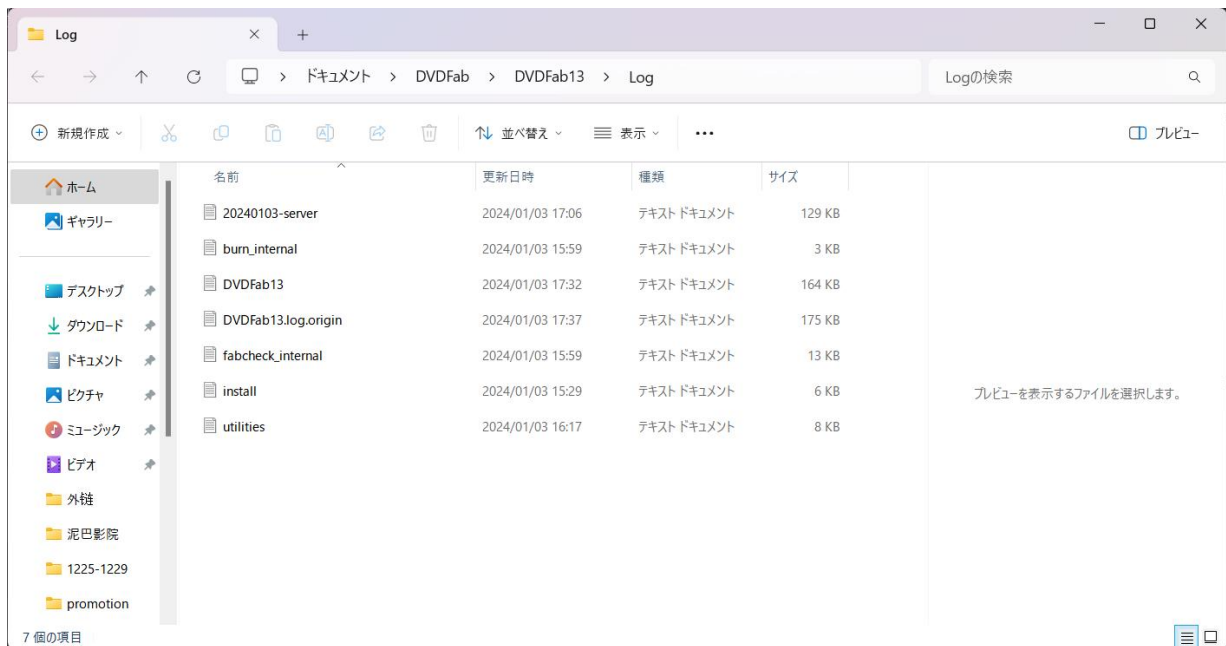 Log
ドキュメント > DVDFab > DVDFab13 > Log
Logの検索
新規作成 並べ替え 表示 ... プレビュー
名前 更新日時 種類 サイズ
20240103-server 2024/01/03 17:06 テキスト ドキュメント 129 KB
burn_internal 2024/01/03 15:59 テキスト ドキュメント 3 KB
DVDFab13 2024/01/03 17:32 テキスト ドキュメント 164 KB
DVDFab13.log.origin 2024/01/03 17:37 テキスト ドキュメント 175 KB
fabcheck_internal 2024/01/03 15:59 テキスト ドキュメント 13 KB
install 2024/01/03 15:29 テキスト ドキュメント 6 KB
utilities 2024/01/03 16:17 テキスト ドキュメント 8 KB
ホーム
ギャラリー
デスクトップ
ダウンロード
ドキュメント
ピクチャ
ミュージック
ビデオ
外链
泥巴影院
1225-1229
promotion
プレビューを表示するファイルを選択します。
7 個の項目